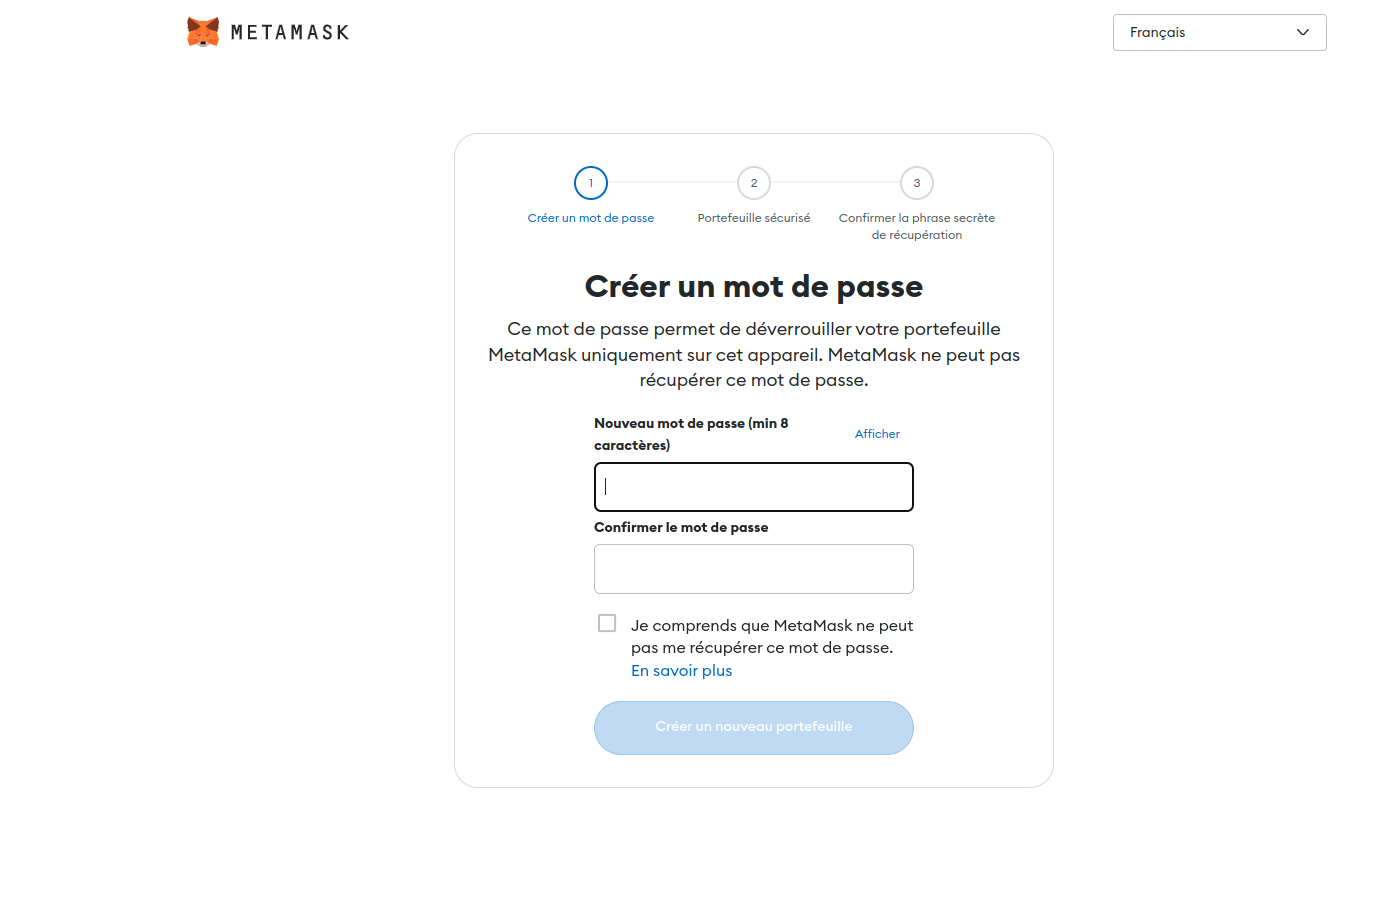 METAMASK
Français
1
2
3
Créer un mot de passe
Portefeuille sécurisé
Confirmer la phrase secrète
de récupération
Créer un mot de passe
Ce mot de passe permet de déverrouiller votre portefeuille
MetaMask uniquement sur cet appareil. MetaMask ne peut pas
récupérer ce mot de passe.
Nouveau mot de passe (min 8
caractères)
Afficher
Confirmer le mot de passe
Je comprends que MetaMask ne peut
pas me récupérer ce mot de passe.
En savoir plus
Créer un nouveau portefeuille